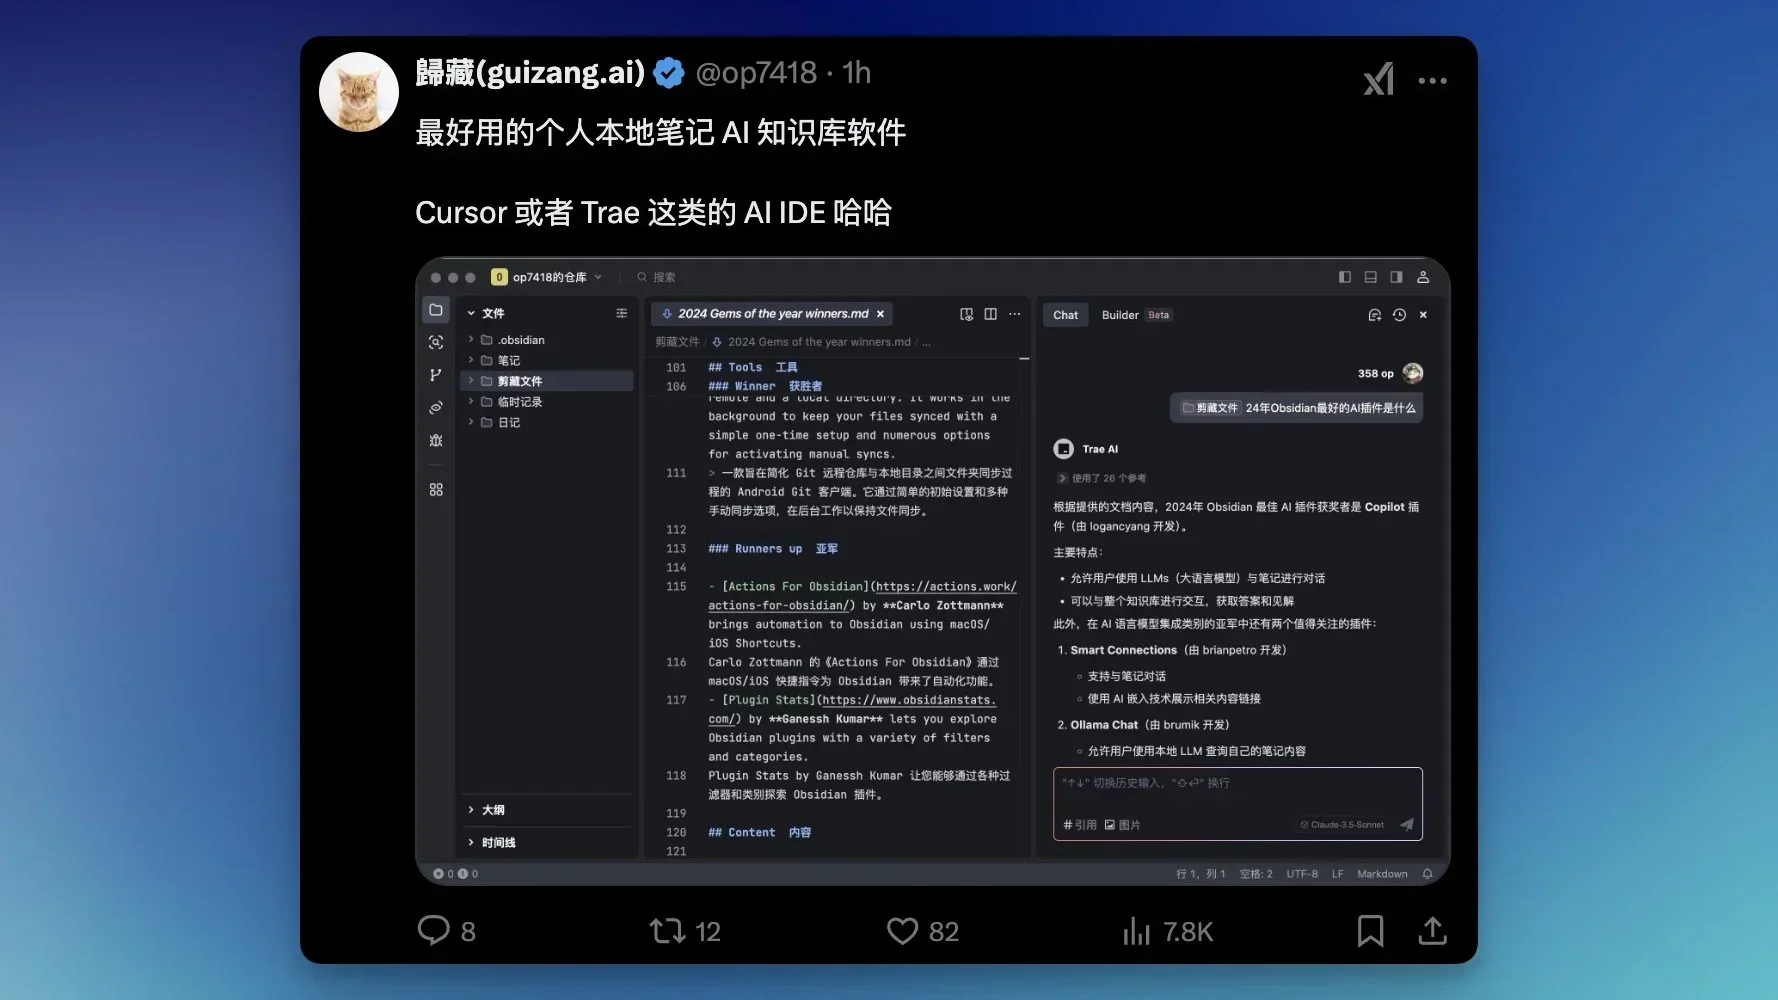 歸藏(guizang.ai) @op7418 · 1h
最好用的个人本地笔记 AI 知识库软件
Cursor 或者 Trae 这类的 AI IDE 哈哈
0 op7418的仓库 搜索
文件
.obsidian
笔记
剪藏文件
临时记录
日记
大纲
时间线
2024 Gems of the year winners.md
剪藏文件 / 2024 Gems of the year winners.md / ...
101 ## Tools 工具
106 ### Winner 获胜者
remote and a local directory. It works in the
background to keep your files synced with a
simple one-time setup and numerous options
for activating manual syncs.
111 > 一款旨在简化 Git 远程仓库与本地目录之间文件夹同步过
程的 Android Git 客户端。它通过简单的初始设置和多种
手动同步选项，在后台工作以保持文件同步。
112
113 ### Runners up 亚军
114
115 - [Actions For Obsidian](https://actions.work/
actions-for-obsidian/) by **Carlo Zottmann**
brings automation to Obsidian using macOS/
iOS Shortcuts.
116 Carlo Zottmann 的《Actions For Obsidian》通过
macOS/iOS 快捷指令为 Obsidian 带来了自动化功能。
117 - [Plugin Stats](https://www.obsidianstats.
com/) by **Ganessh Kumar** lets you explore
Obsidian plugins with a variety of filters
and categories.
118 Plugin Stats by Ganessh Kumar 让您能够通过各种过
滤器和类别探索 Obsidian 插件。
119
120 ## Content 内容
121
Chat Builder Beta
358 op
剪藏文件 24年Obsidian最好的AI插件是什么
Trae AI
使用了 26 个参考
根据提供的文档内容，2024年 Obsidian 最佳 AI 插件获奖者是 Copilot 插
件（由 logancyang 开发）。
主要特点：
• 允许用户使用 LLMs（大语言模型）与笔记进行对话
• 可以与整个知识库进行交互，获取答案和见解
此外，在 AI 语言模型集成类别的亚军中还有两个值得关注的插件：
1. Smart Connections（由 brianpetro 开发）
◦ 支持与笔记对话
◦ 使用 AI 嵌入技术展示相关内容链接
2. Ollama Chat（由 brumik 开发）
◦ 允许用户使用本地 LLM 查询自己的笔记内容
"↑↓" 切换历史输入，"⇧⏎" 换行
# 引用 图片 Claude-3.5-Sonnet
0 0 行 1，列 1 空格: 2 UTF-8 LF Markdown
8 12 82 7.8K